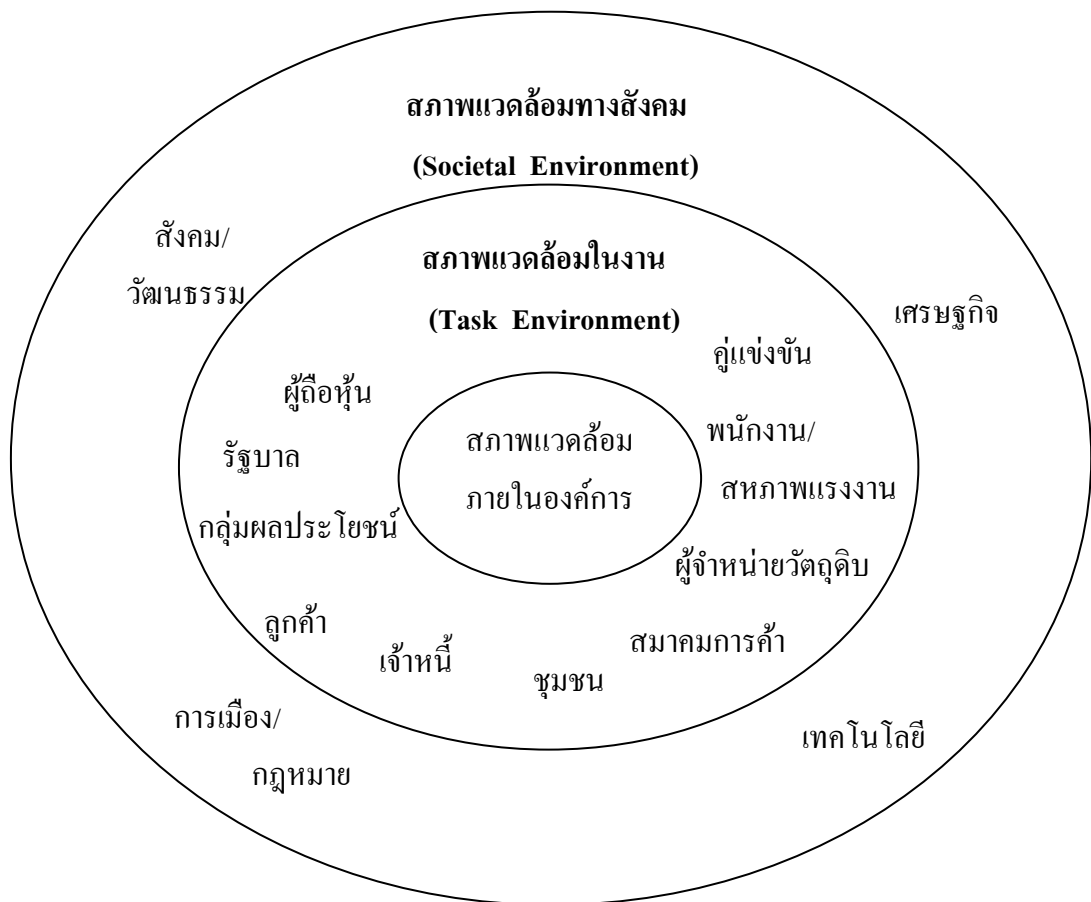 สภาพแวดล้อมทางสังคม
(Societal Environment)
สังคม/
วัฒนธรรม
สภาพแวดล้อมในงาน
(Task Environment)
เศรษฐกิจ
คู่แข่งขัน
ผู้ถือหุ้น
พนักงาน/
สหภาพแรงงาน
รัฐบาล
สภาพแวดล้อม
ภายในองค์การ
กลุ่มผลประโยชน์
ผู้จำหน่ายวัตถุดิบ
ลูกค้า
เจ้าหนี้
ชุมชน
สมาคมการค้า
การเมือง/
กฎหมาย
เทคโนโลยี